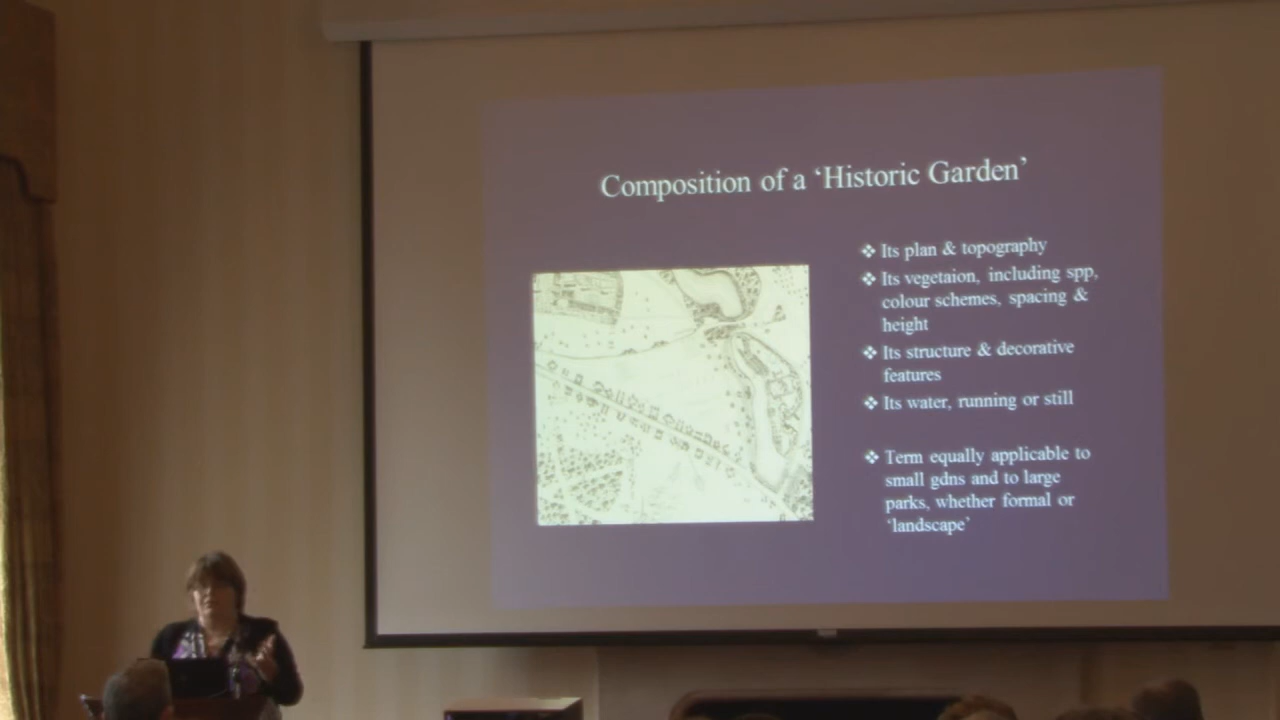 Composition of a ‘Historic Garden’
❖ Its plan & topography
❖ Its vegetaion, including spp,
colour schemes, spacing &
height
❖ Its structure & decorative
features
❖ Its water, running or still
❖ Term equally applicable to
small gdns and to large
parks, whether formal or
‘landscape’